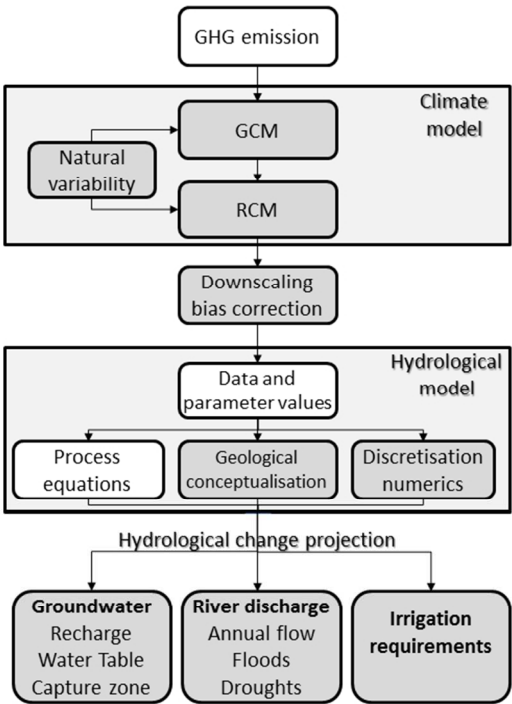 GHG emission
Climate
model
GCM
Natural
variability
RCM
Downscaling
bias correction
Hydrological
model
Data and
parameter values
Process
equations
Geological
conceptualisation
Discretisation
numerics
Hydrological change projection
Groundwater
Recharge
Water Table
Capture zone
River discharge
Annual flow
Floods
Droughts
Irrigation
requirements